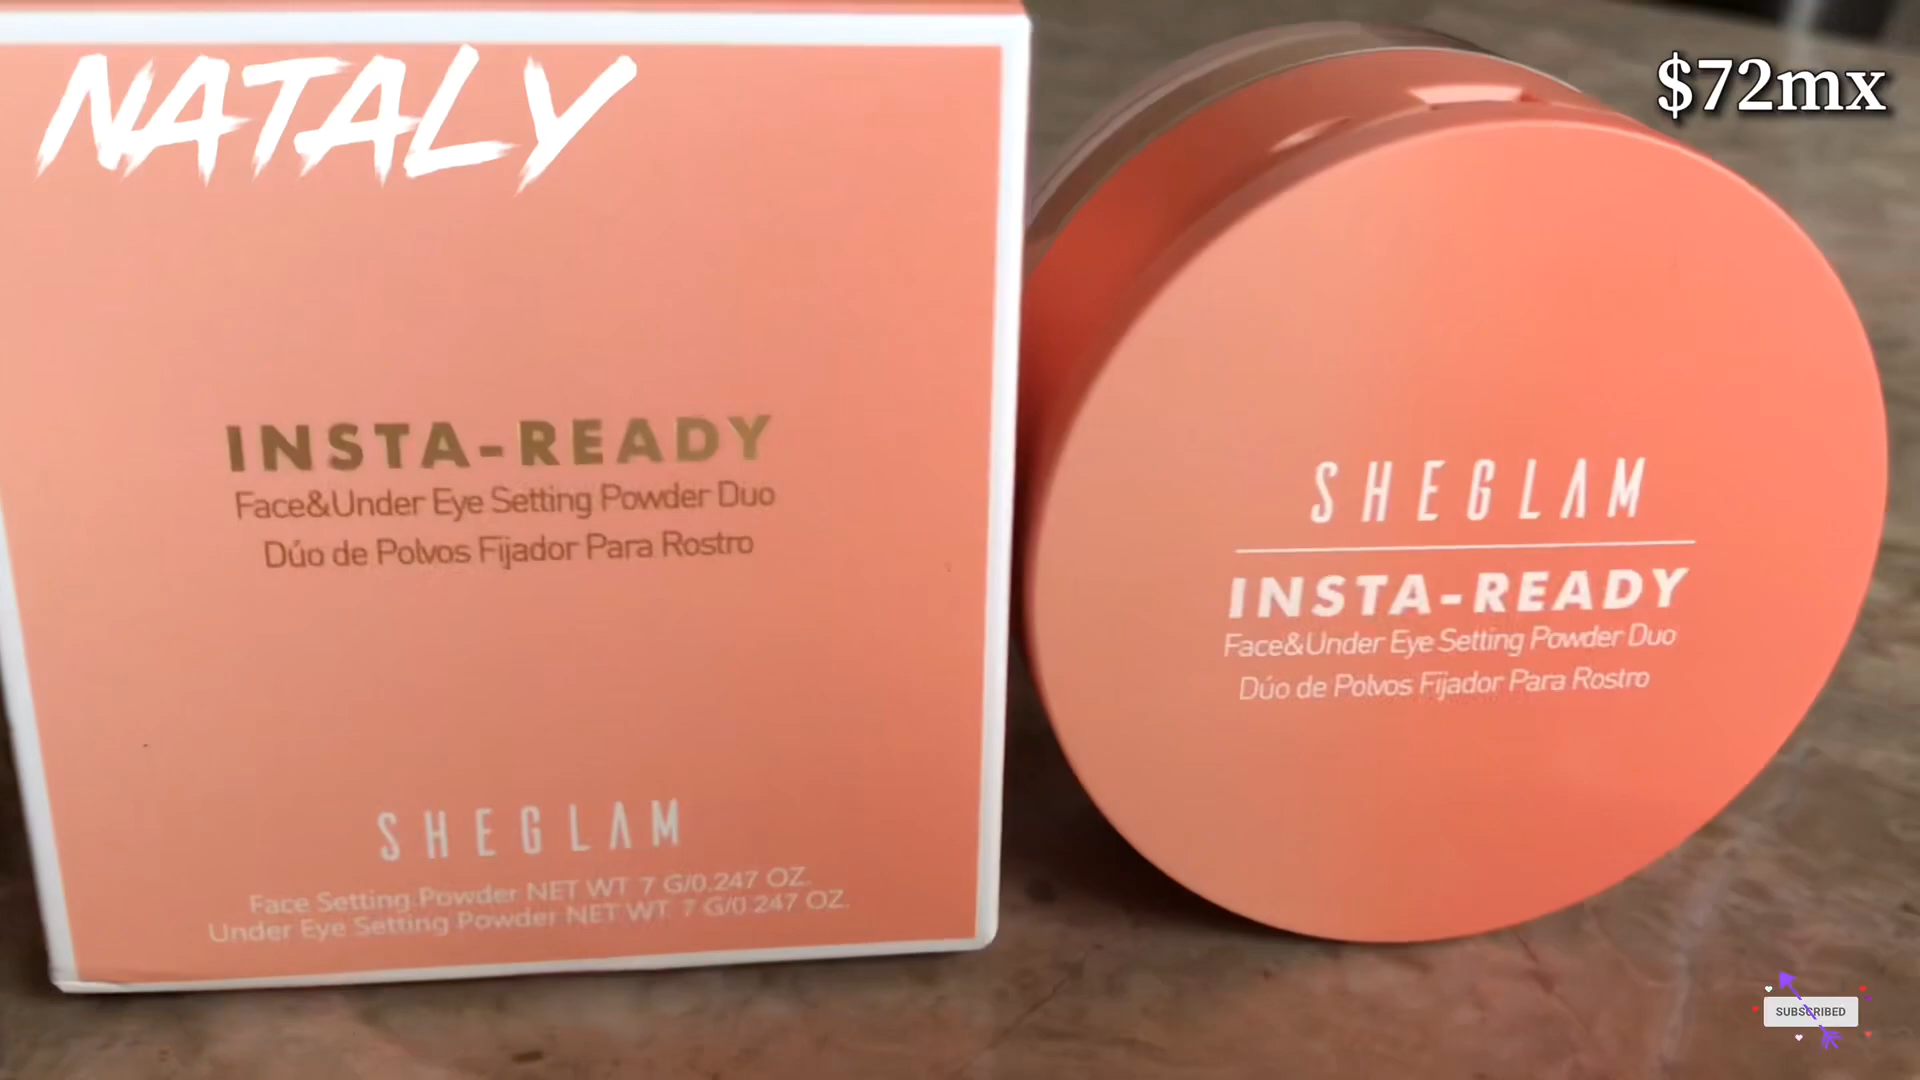 NATALY
$72mx
INSTA-READY
Face&Under Eye Setting Powder Duo
Dúo de Polvos Fijador Para Rostro
SHEGLAM
Face Setting Powder NET WT 7 G/0.247 OZ.
Under Eye Setting Powder NET WT 7 G/0.247 OZ.
SHEGLAM
INSTA-READY
Face&Under Eye Setting Powder Duo
Dúo de Polvos Fijador Para Rostro
SUBSCRIBED